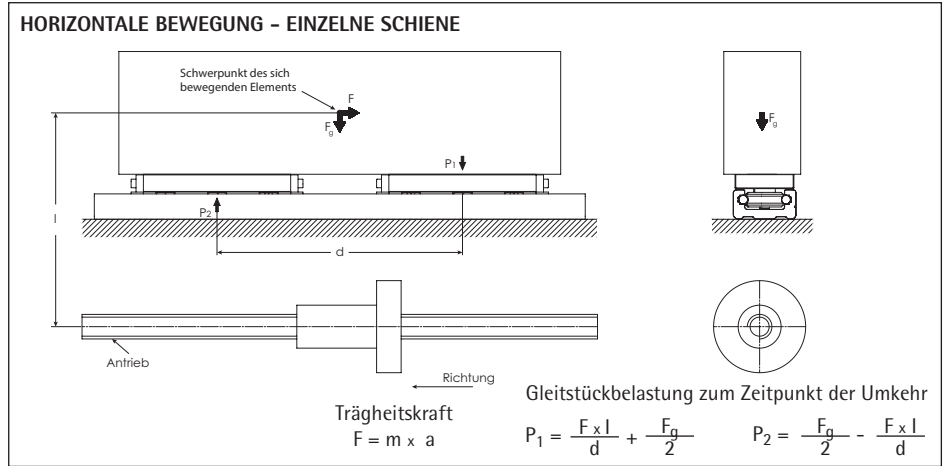 HORIZONTALE BEWEGUNG – EINZELNE SCHIENE
Schwerpunkt des sich
bewegenden Elements
F
Fg
Fg
P1
P2
l
d
Antrieb
Richtung
Trägheitskraft
F = m x a
Gleitstückbelastung zum Zeitpunkt der Umkehr
P1 = F x l / d + Fg / 2
P2 = Fg / 2 - F x l / d